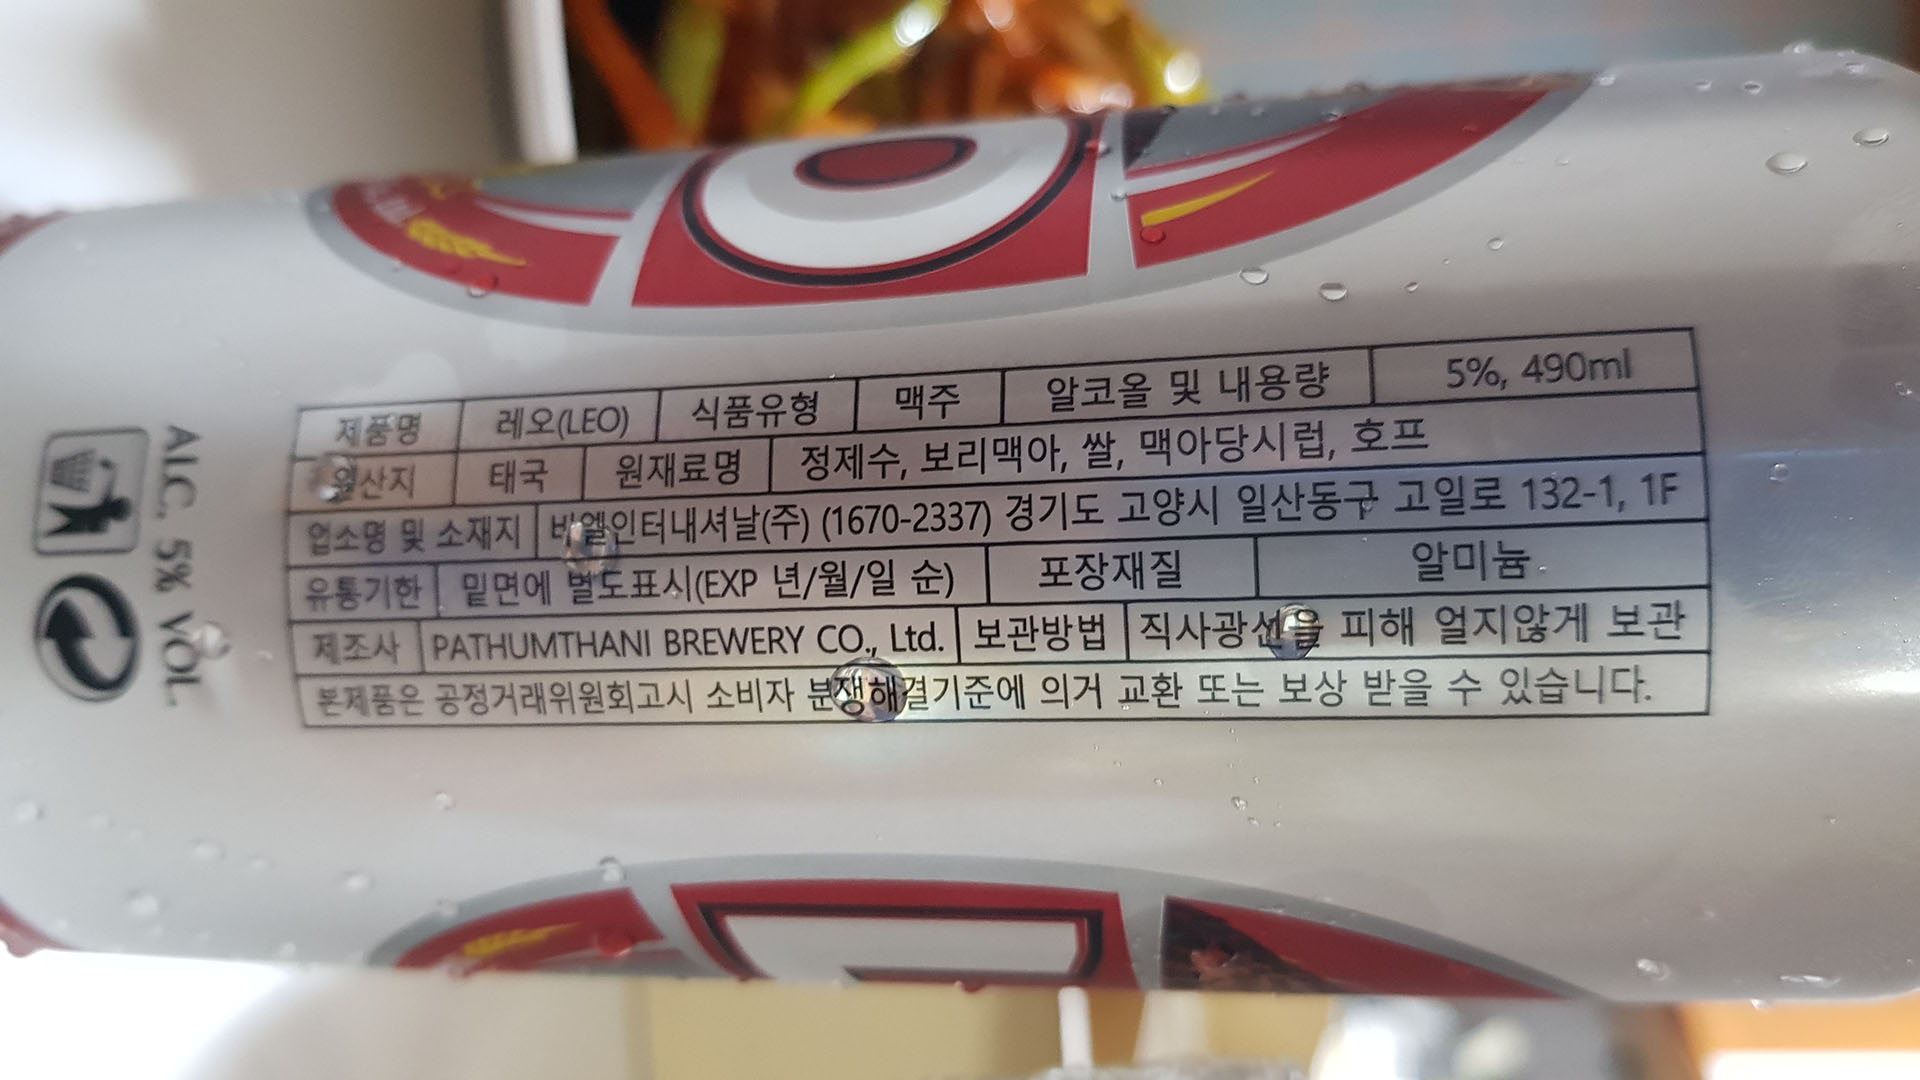 제품명 레오(LEO) 식품유형 맥주 알코올 및 내용량 5%, 490ml
원산지 태국 원재료명 정제수, 보리맥아, 쌀, 맥아당시럽, 호프
업소명 및 소재지 비엘인터내셔날(주) (1670-2337) 경기도 고양시 일산동구 고일로 132-1, 1F
유통기한 밑면에 별도표시(EXP 년/월/일 순) 포장재질 알미늄
제조사 PATHUMTHANI BREWERY CO., Ltd. 보관방법 직사광선을 피해 얼지않게 보관
본제품은 공정거래위원회고시 소비자 분쟁해결기준에 의거 교환 또는 보상 받을 수 있습니다.
ALC. 5% VOL.